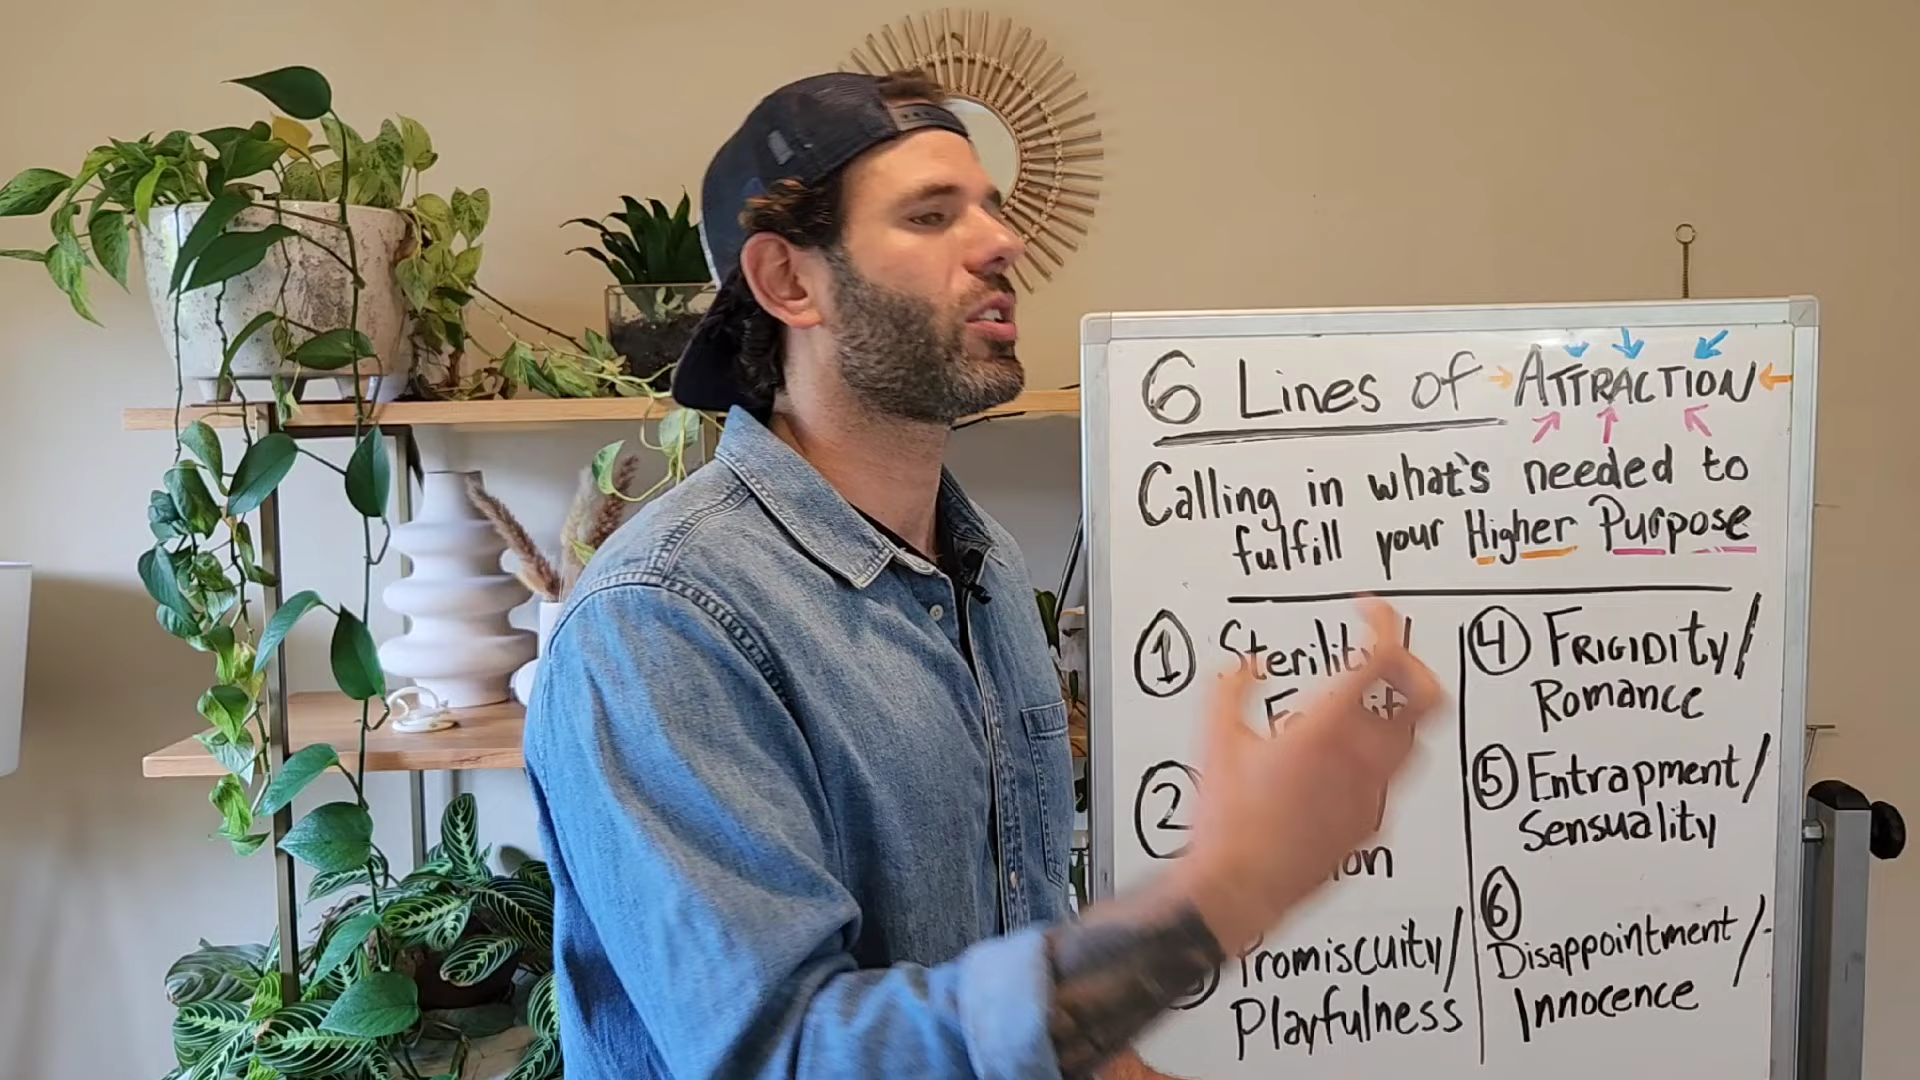 6 Lines of ATTRACTION
Calling in what's needed to
fulfill your Higher Purpose
1 Sterility/
2
Promiscuity/
Playfulness
4 FRIGIDITY/
Romance
5 Entrapment/
Sensuality
6
Disappointment/
Innocence